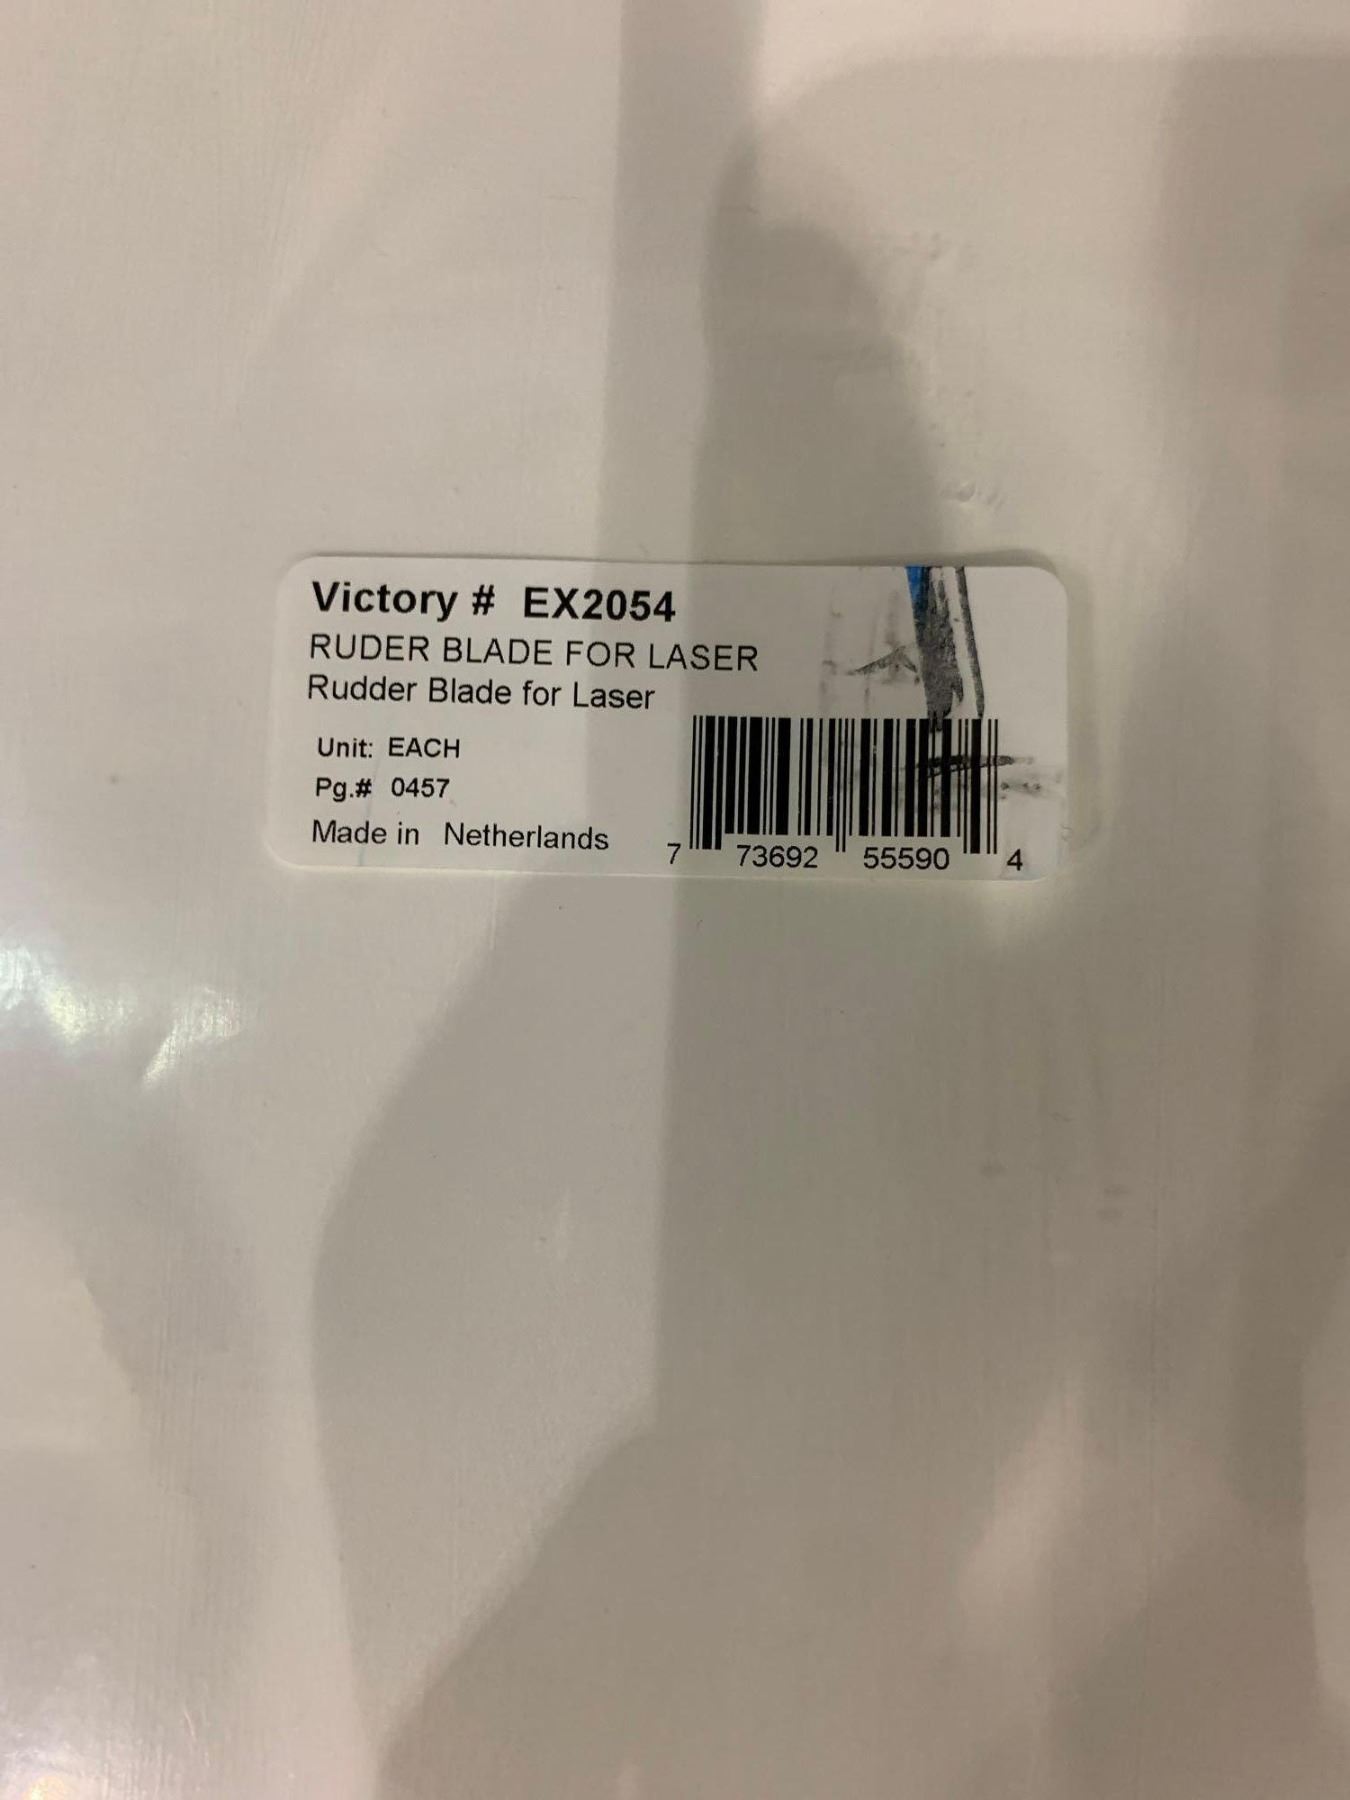 Victory # EX2054
RUDER BLADE FOR LASER
Rudder Blade for Laser
Unit: EACH
Pg.# 0457
Made in Netherlands
7 73692 55590 4